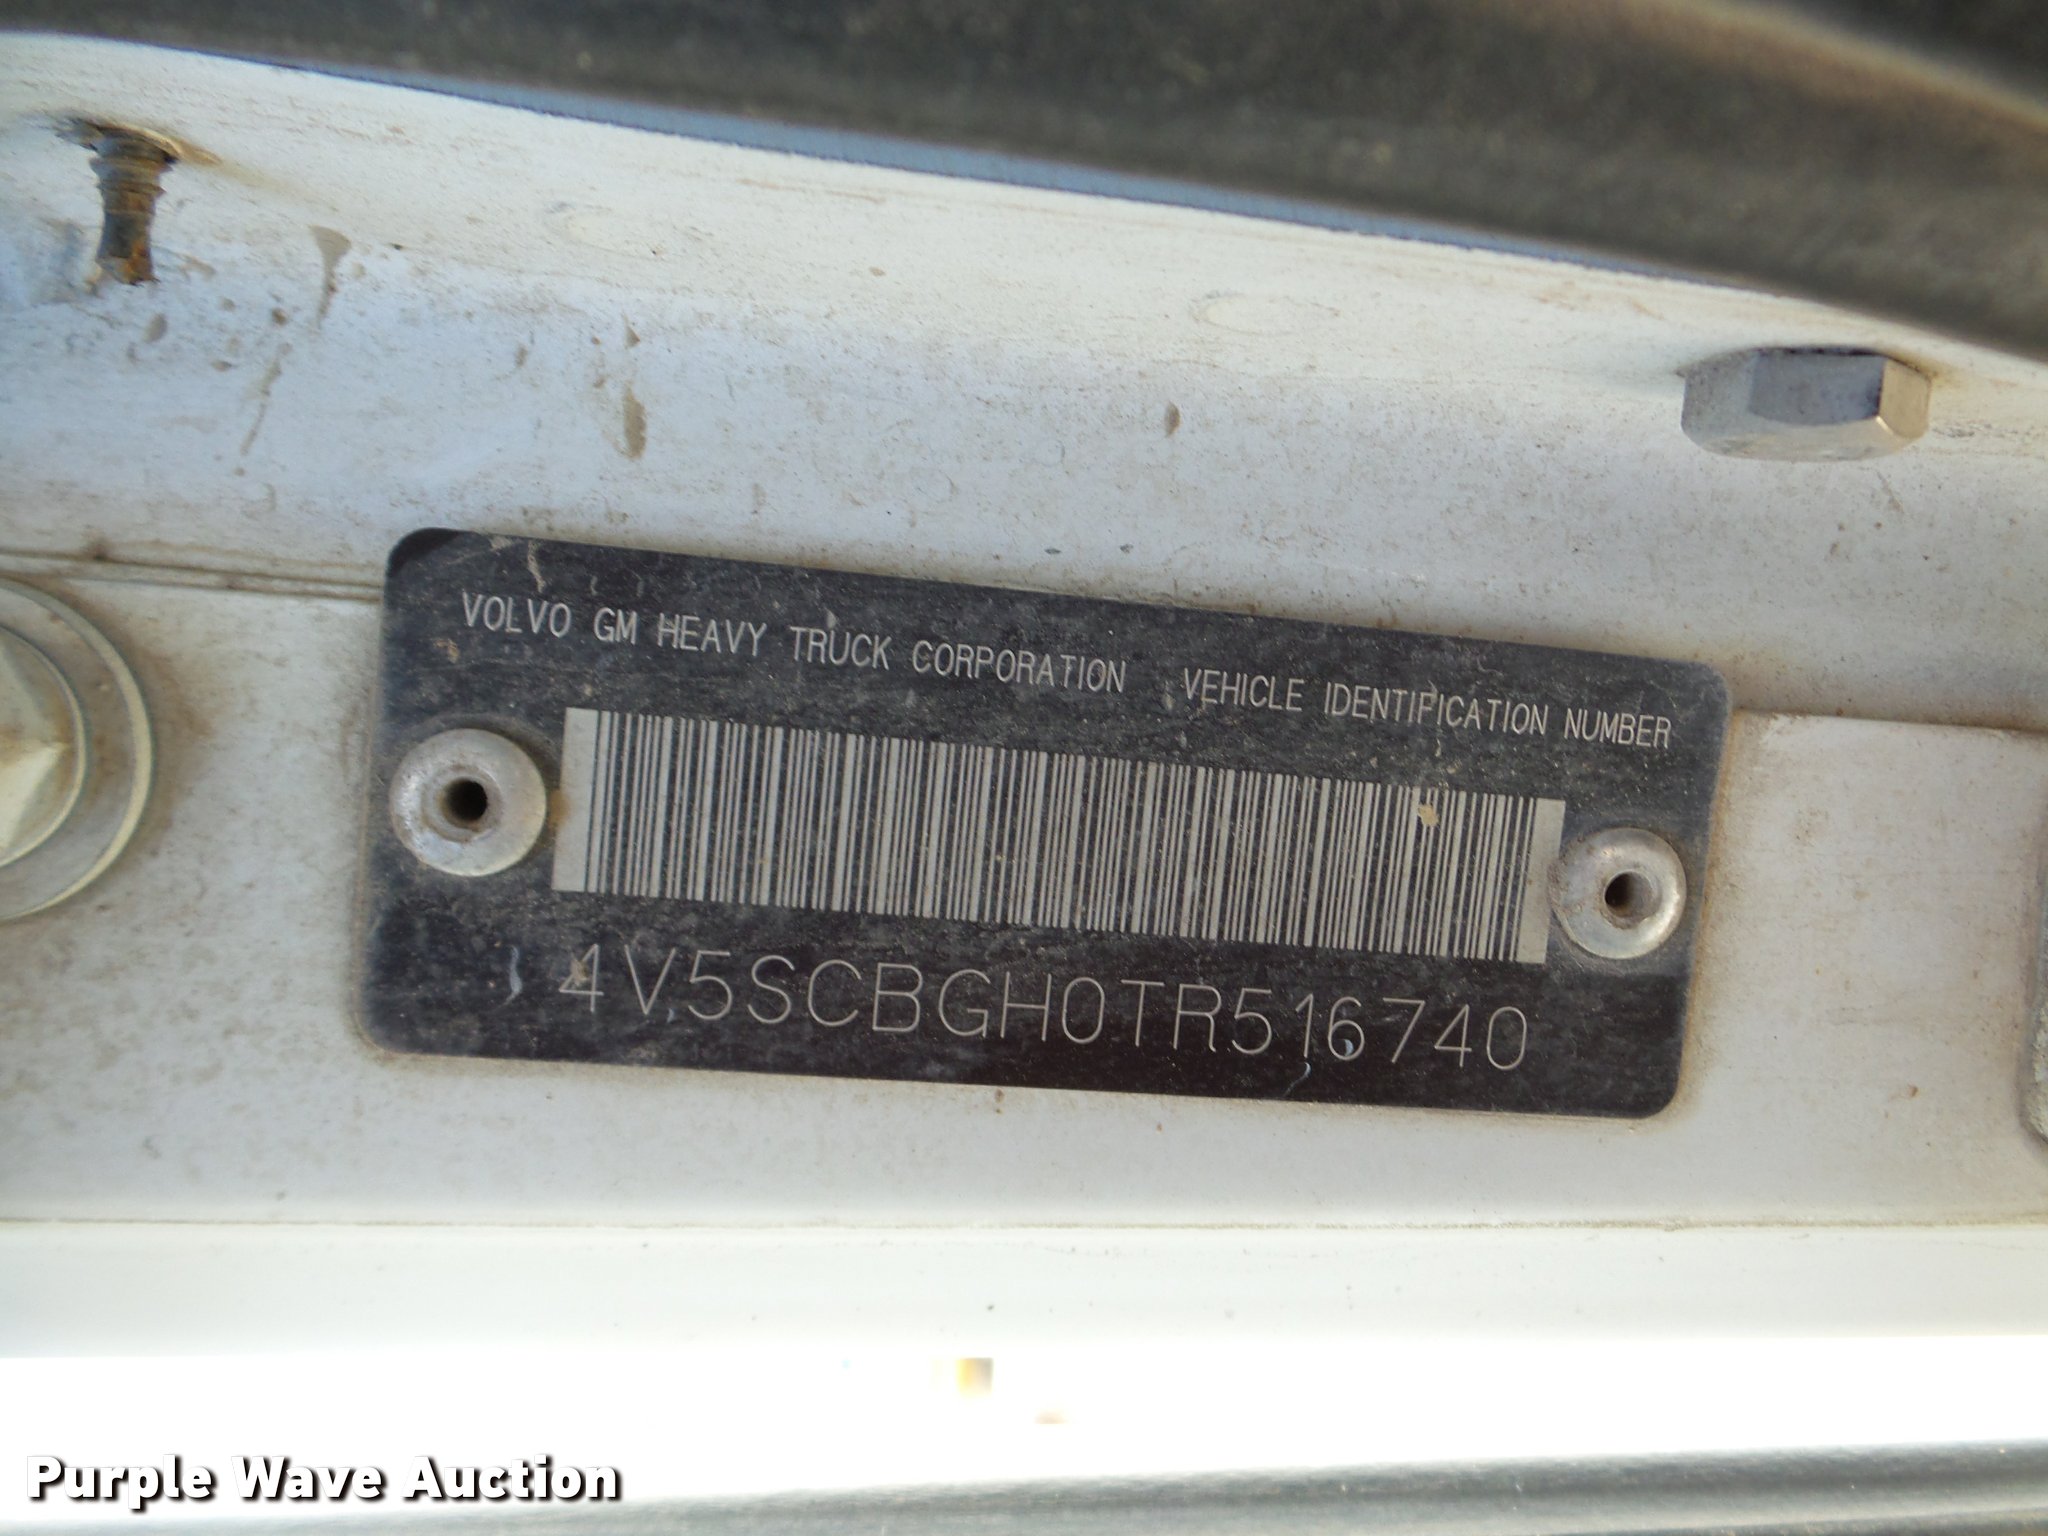 VOLVO GM HEAVY TRUCK CORPORATION VEHICLE IDENTIFICATION NUMBER
4V5SCBGH0TR516740
Purple Wave Auction